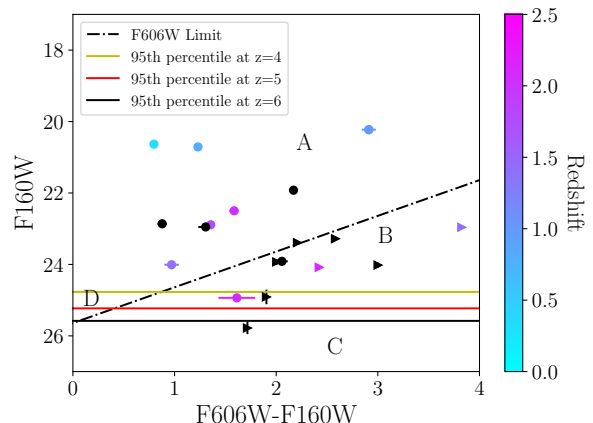 F606W Limit
95th percentile at z=4
95th percentile at z=5
95th percentile at z=6
A
B
D
C
18
20
22
24
26
F160W
0
1
2
3
4
F606W-F160W
2.5
2.0
1.5
1.0
0.5
0.0
Redshift